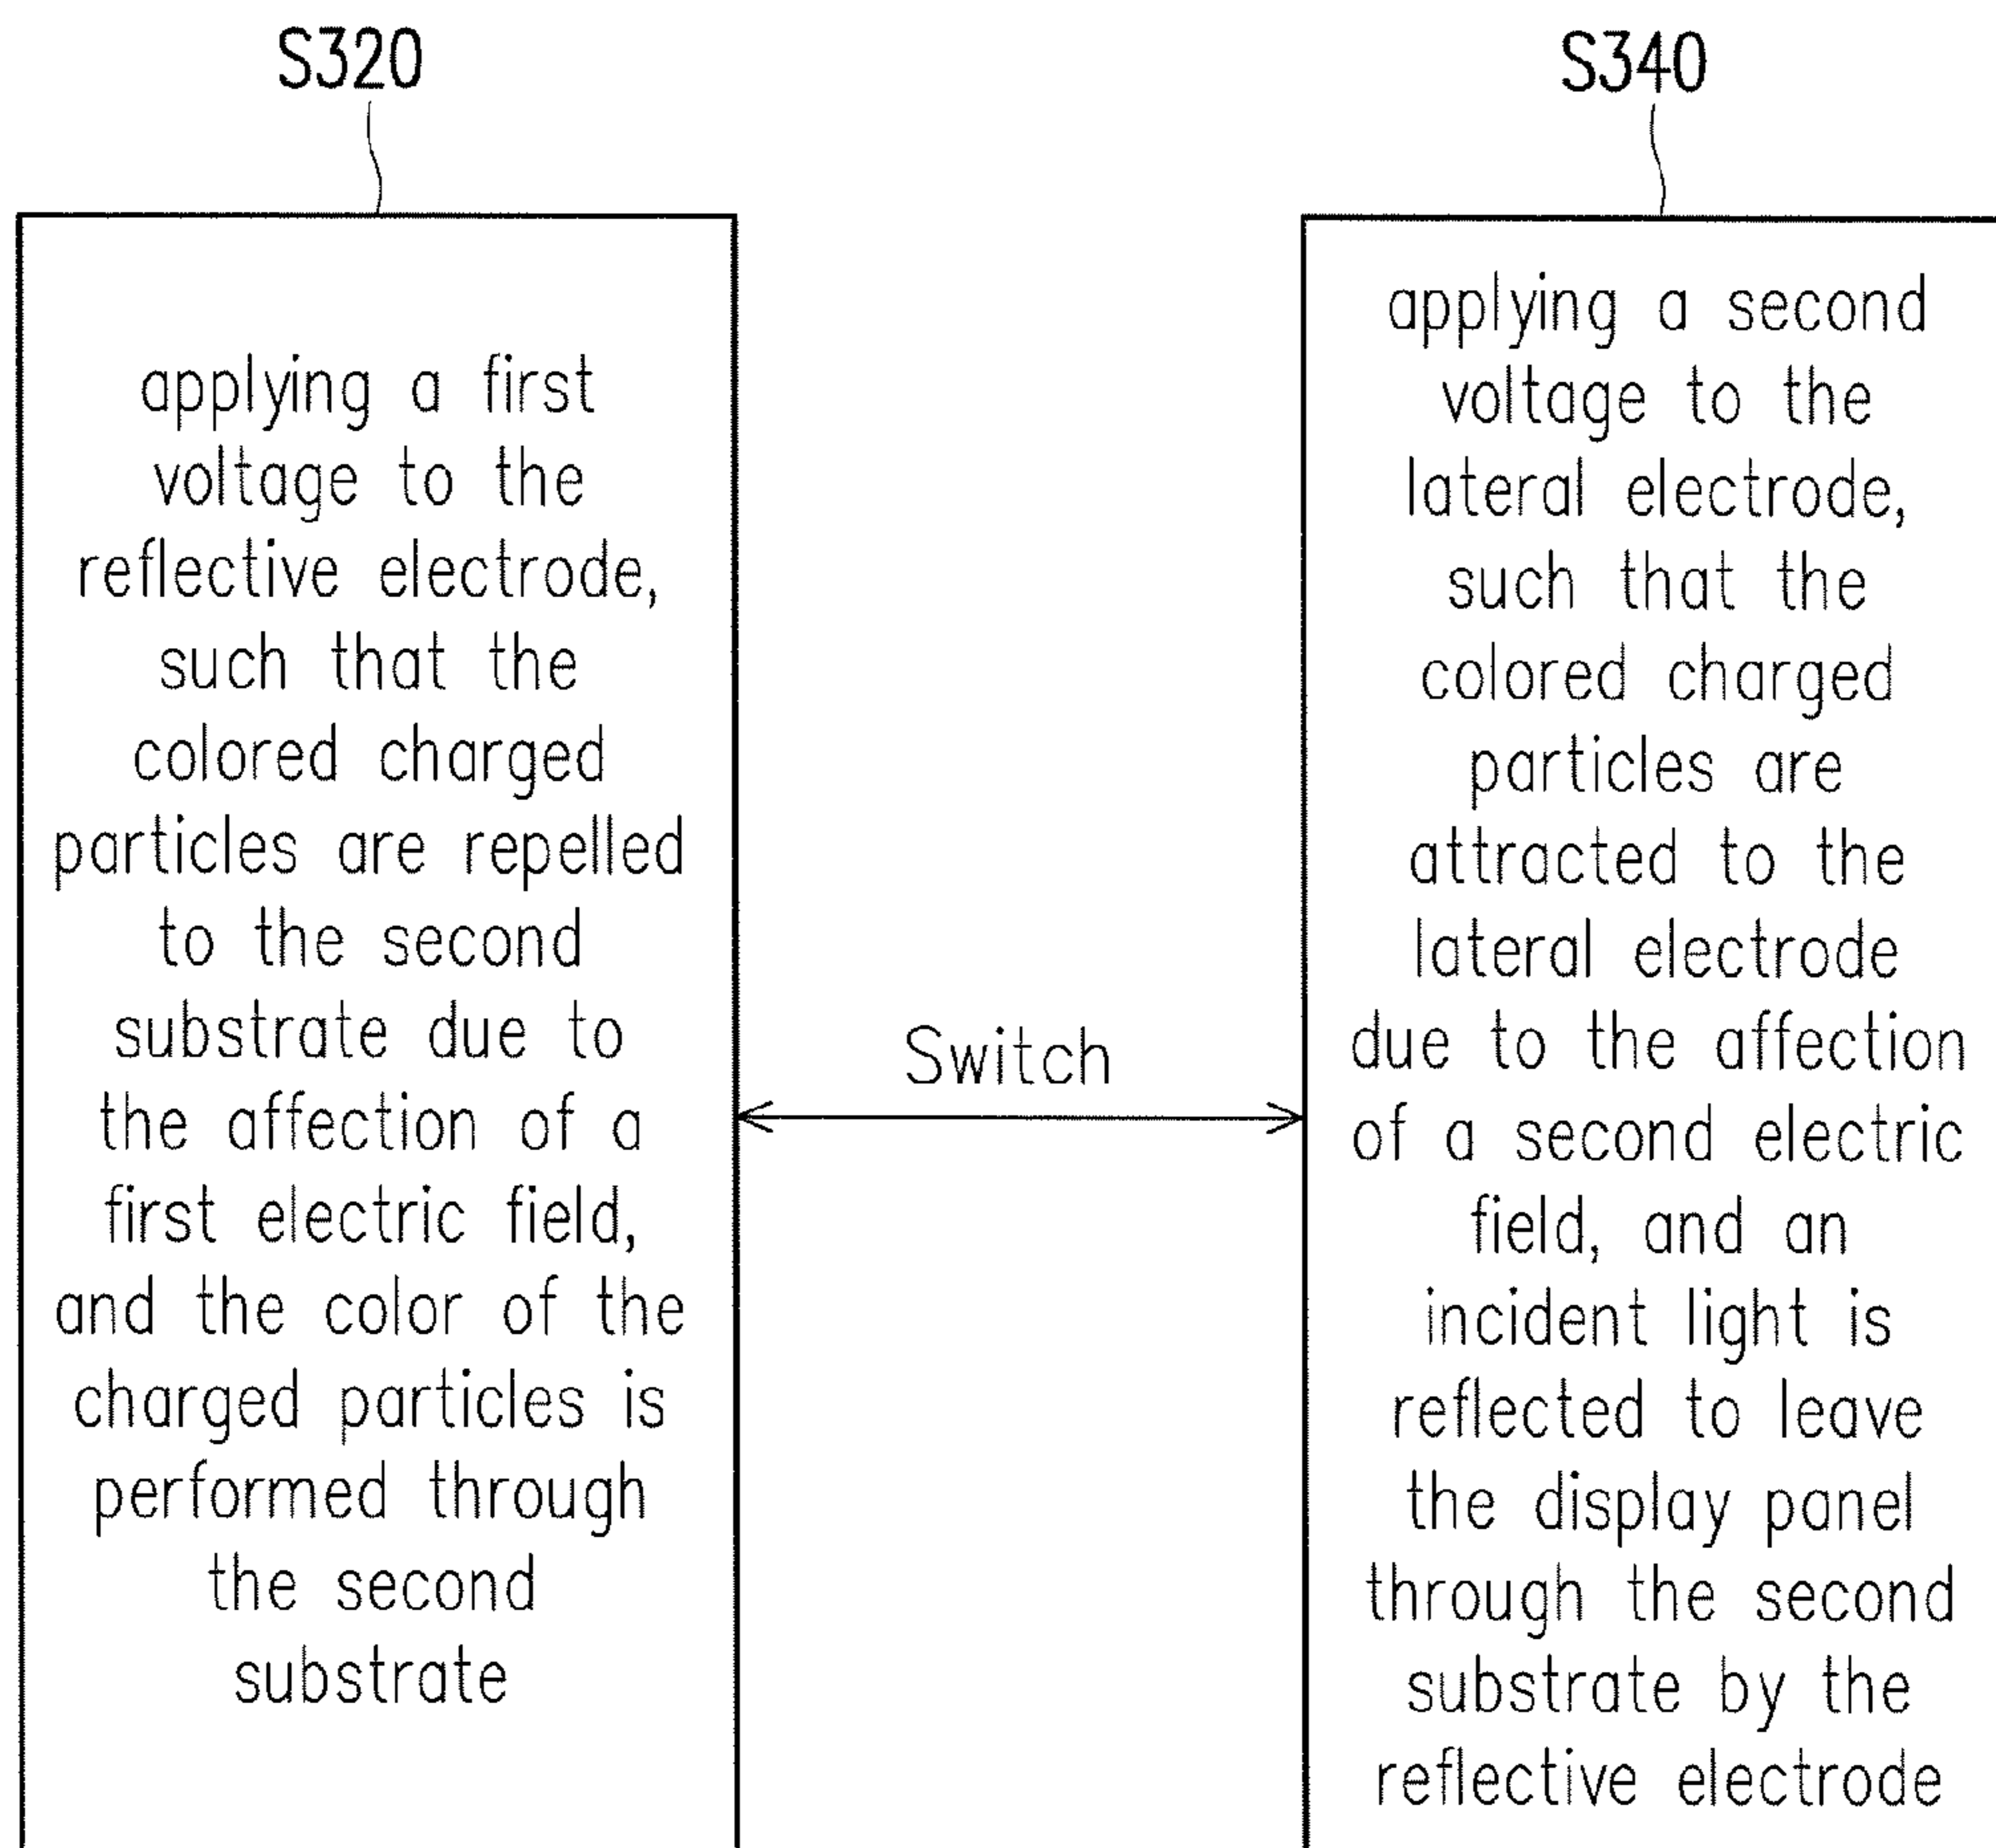 S320
applying a first
voltage to the
reflective electrode,
such that the
colored charged
particles are repelled
to the second
substrate due to
the affection of a
first electric field,
and the color of the
charged particles is
performed through
the second
substrate
Switch
S340
applying a second
voltage to the
lateral electrode,
such that the
colored charged
particles are
attracted to the
lateral electrode
due to the affection
of a second electric
field, and an
incident light is
reflected to leave
the display panel
through the second
substrate by the
reflective electrode